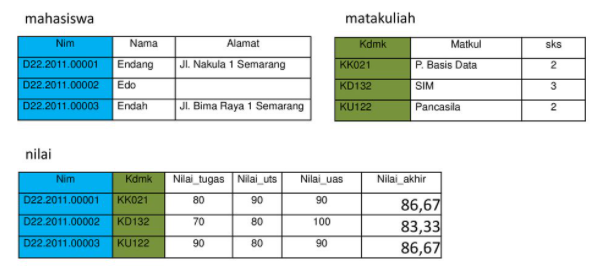 mahasiswa
matakuliah
Nim Nama Alamat
D22.2011.00001 Endang Jl. Nakula 1 Semarang
D22.2011.00002 Edo
D22.2011.00003 Endah Jl. Bima Raya 1 Semarang
Kdmk Matkul sks
KK021 P. Basis Data 2
KD132 SIM 3
KU122 Pancasila 2
nilai
Nim Kdmk Nilai_tugas Nilai_uts Nilai_uas Nilai_akhir
D22.2011.00001 KK021 80 90 90 86,67
D22.2011.00002 KD132 70 80 100 83,33
D22.2011.00003 KU122 90 80 90 86,67